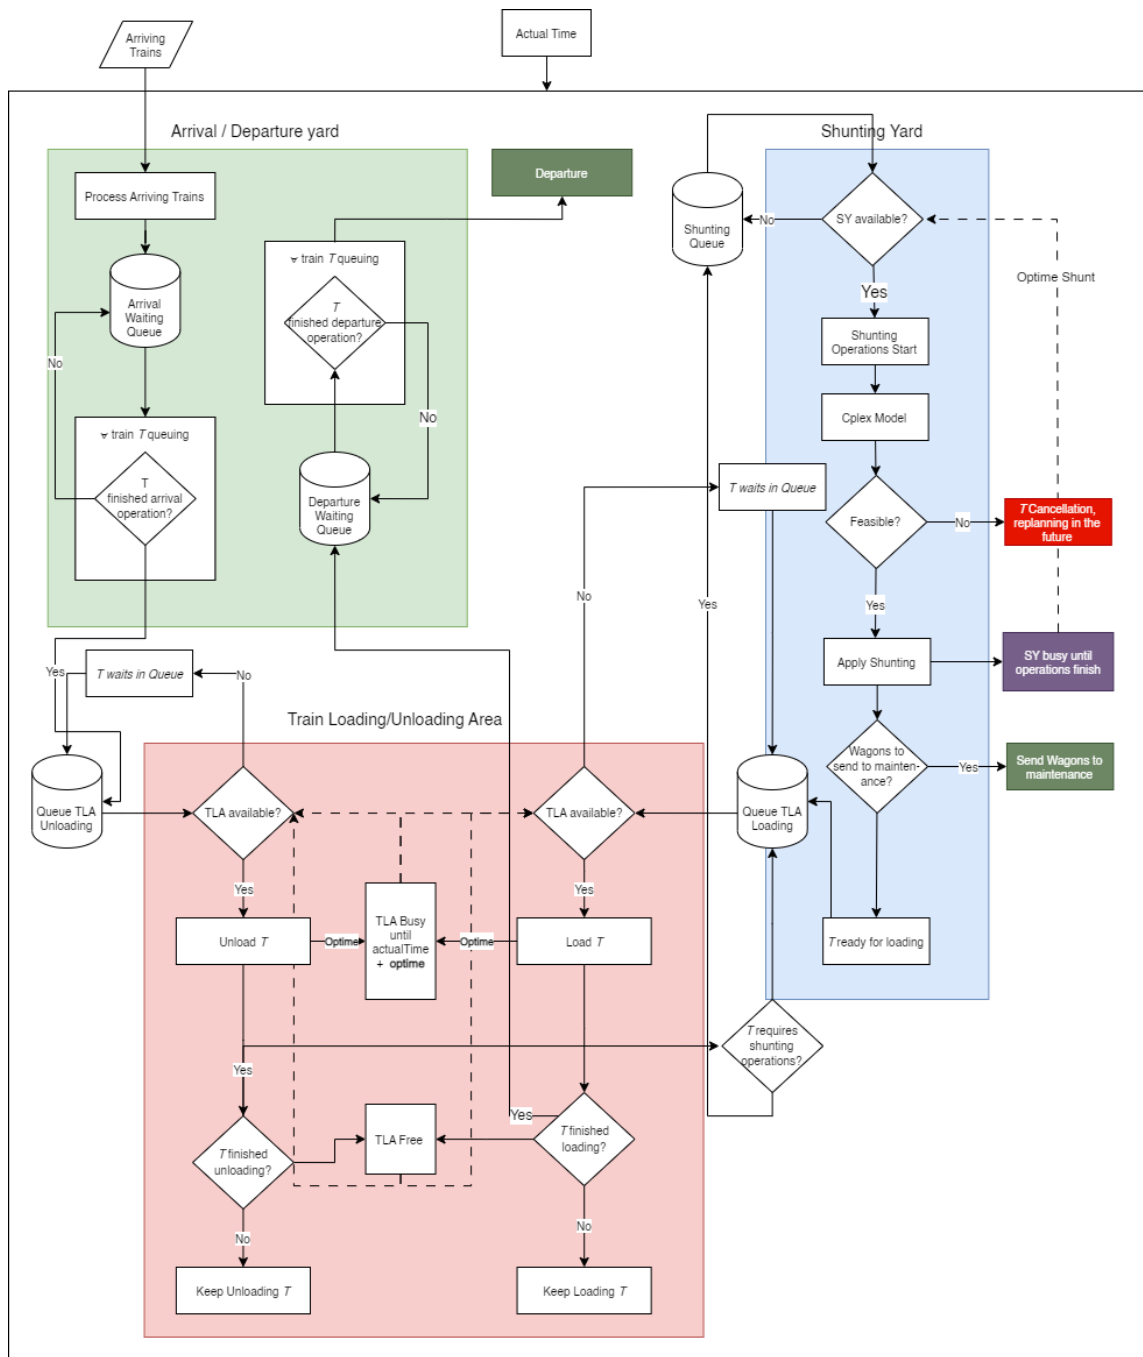 Arriving
Trains
Actual Time
Arrival / Departure yard
Shunting Yard
Process Arriving Trains
Departure
SY available?
No
Shunting
Queue
∀ train T queuing
T
finished departure
operation?
No
Arrival
Waiting
Queue
No
Optime Shunt
Yes
Shunting
Operations Start
Cplex Model
∀ train T queuing
T
finished arrival
operation?
Departure
Waiting
Queue
T waits in Queue
Feasible?
No
T Cancellation,
replanning in the
future
No
Yes
Yes
Yes
T waits in Queue
No
Apply Shunting
SY busy until
operations finish
Train Loading/Unloading Area
Wagons to
send to mainten-
ance?
Yes
Send Wagons to
maintenance
Queue TLA
Unloading
TLA available?
TLA available?
Queue TLA
Loading
Yes
Yes
TLA Busy
until
actualTime
+ optime
Unload T
Optime
Optime
Load T
T ready for loading
T requires
shunting
operations?
Yes
Yes
T finished
unloading?
TLA Free
T finished
loading?
No
No
Keep Unloading T
Keep Loading T